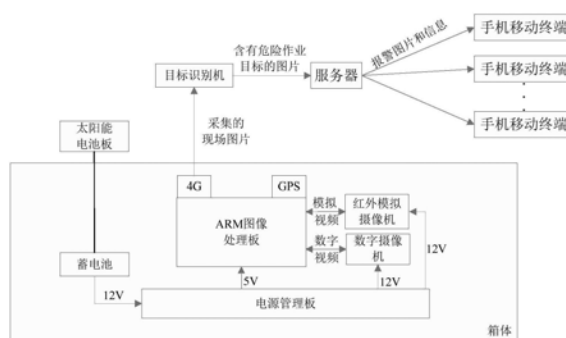 手机移动终端
报警图片和信息
含有危险作业
目标的图片
目标识别机
服务器
手机移动终端
手机移动终端
采集的
现场图片
太阳能
电池板
4G
GPS
ARM图像
处理板
模拟
视频
红外模拟
摄像机
数字
视频
数字摄像
机
12V
蓄电池
12V
5V
12V
电源管理板
箱体